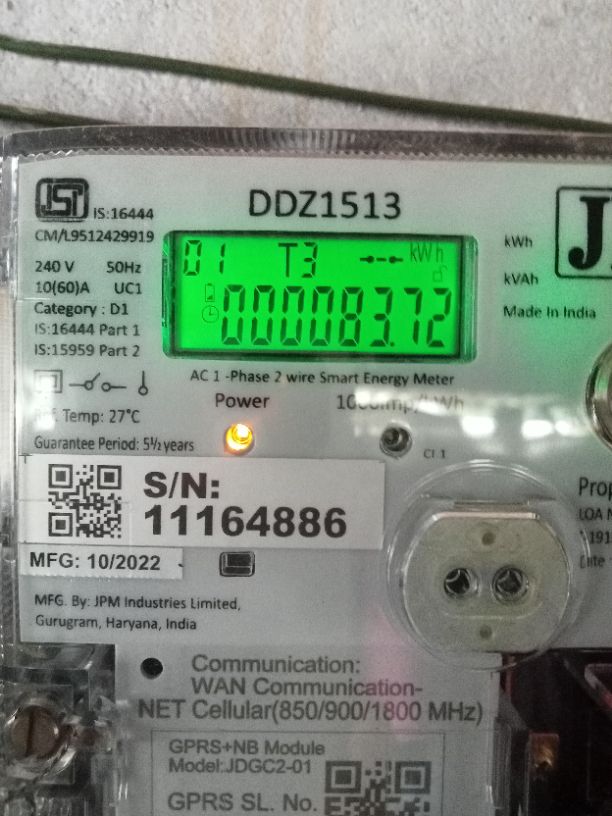 IS:16444
DDZ1513
CM/L9512429919
240 V 50Hz
10(60)A UC1
Category : D1
IS:16444 Part 1
IS:15959 Part 2
01 T3 kWh
000083.72
kWh
kVAh
Made In India
AC 1 -Phase 2 wire Smart Energy Meter
Power
Temp: 27°C
Guarantee Period: 5½ years
S/N:
11164886
MFG: 10/2022
MFG. By: JPM Industries Limited,
Gurugram, Haryana, India
Communication:
WAN Communication-
NET Cellular(850/900/1800 MHz)
GPRS+NB Module
Model:JDGC2-01
GPRS SL. No.